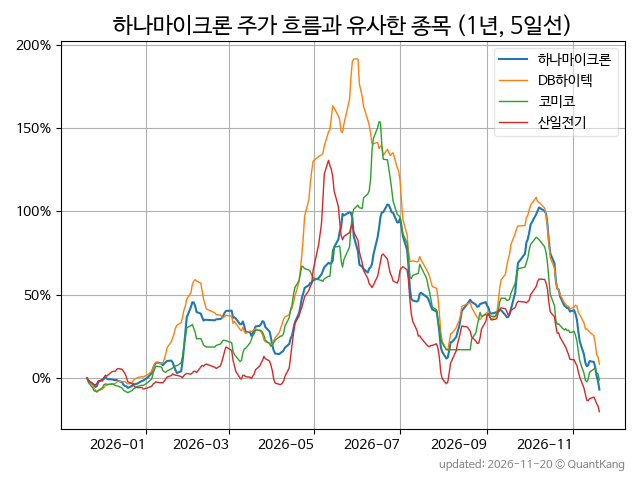 하나마이크론 주가 흐름과 유사한 종목 (1년, 5일선)
200%
150%
100%
50%
0%
하나마이크론
DB하이텍
코미코
산일전기
2026-01
2026-03
2026-05
2026-07
2026-09
2026-11
updated: 2026-11-20 © QuantKang